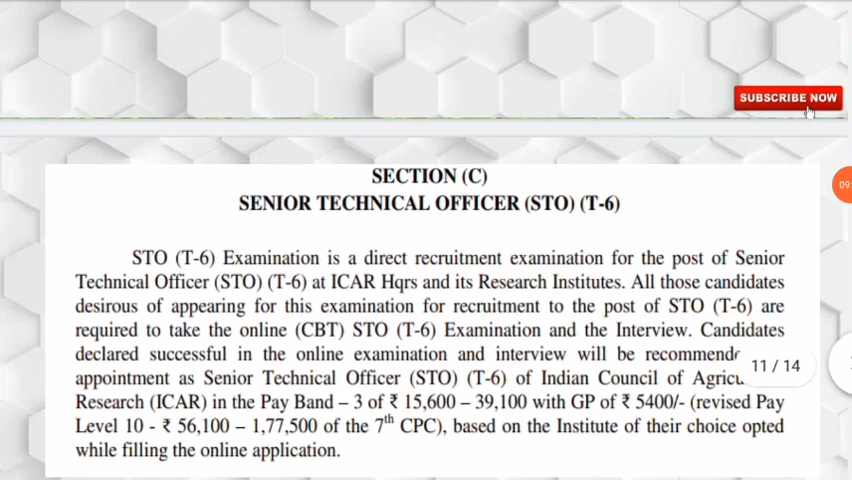 SUBSCRIBE NOW
SECTION (C)
SENIOR TECHNICAL OFFICER (STO) (T-6)
09:
STO (T-6) Examination is a direct recruitment examination for the post of Senior
Technical Officer (STO) (T-6) at ICAR Hqrs and its Research Institutes. All those candidates
desirous of appearing for this examination for recruitment to the post of STO (T-6) are
required to take the online (CBT) STO (T-6) Examination and the Interview. Candidates
declared successful in the online examination and interview will be recommende
11 / 14
appointment as Senior Technical Officer (STO) (T-6) of Indian Council of Agricu
Research (ICAR) in the Pay Band – 3 of ₹ 15,600 – 39,100 with GP of ₹ 5400/- (revised Pay
Level 10 - ₹ 56,100 – 1,77,500 of the 7th CPC), based on the Institute of their choice opted
while filling the online application.